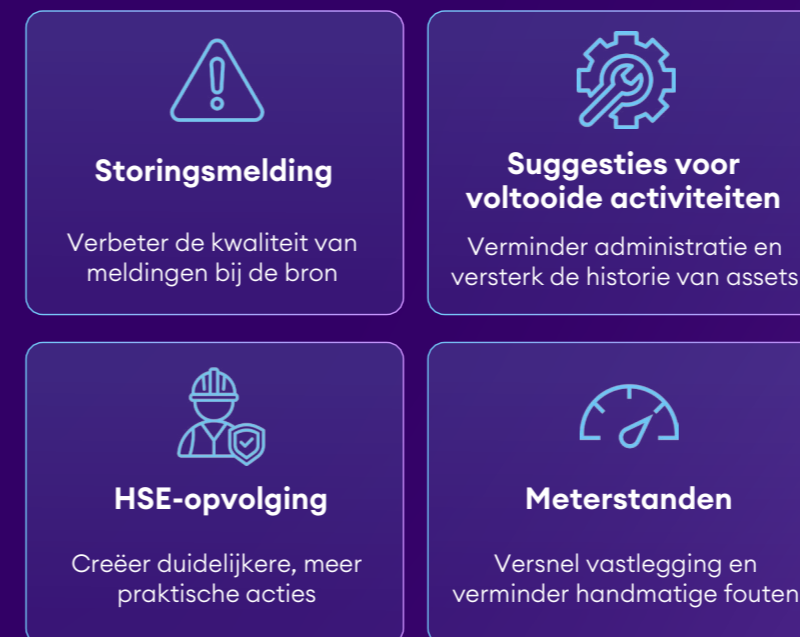 Storingsmelding
Verbeter de kwaliteit van
meldingen bij de bron
Suggesties voor
voltooide activiteiten
Verminder administratie en
versterk de historie van assets
HSE-opvolging
Creëer duidelijkere, meer
praktische acties
Meterstanden
Versnel vastlegging en
verminder handmatige fouten